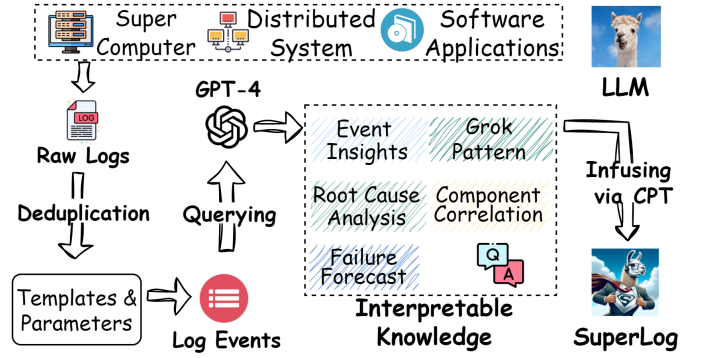 Super
Computer
Distributed
System
Software
Applications
LLM
GPT-4
LOG
Raw Logs
Event
Insights
Grok
Pattern
Infusing
via CPT
Root Cause
Analysis
Component
Correlation
Deduplication
Querying
Failure
Forecast
Q
A
Templates &
Parameters
Log Events
Interpretable
Knowledge
SuperLog